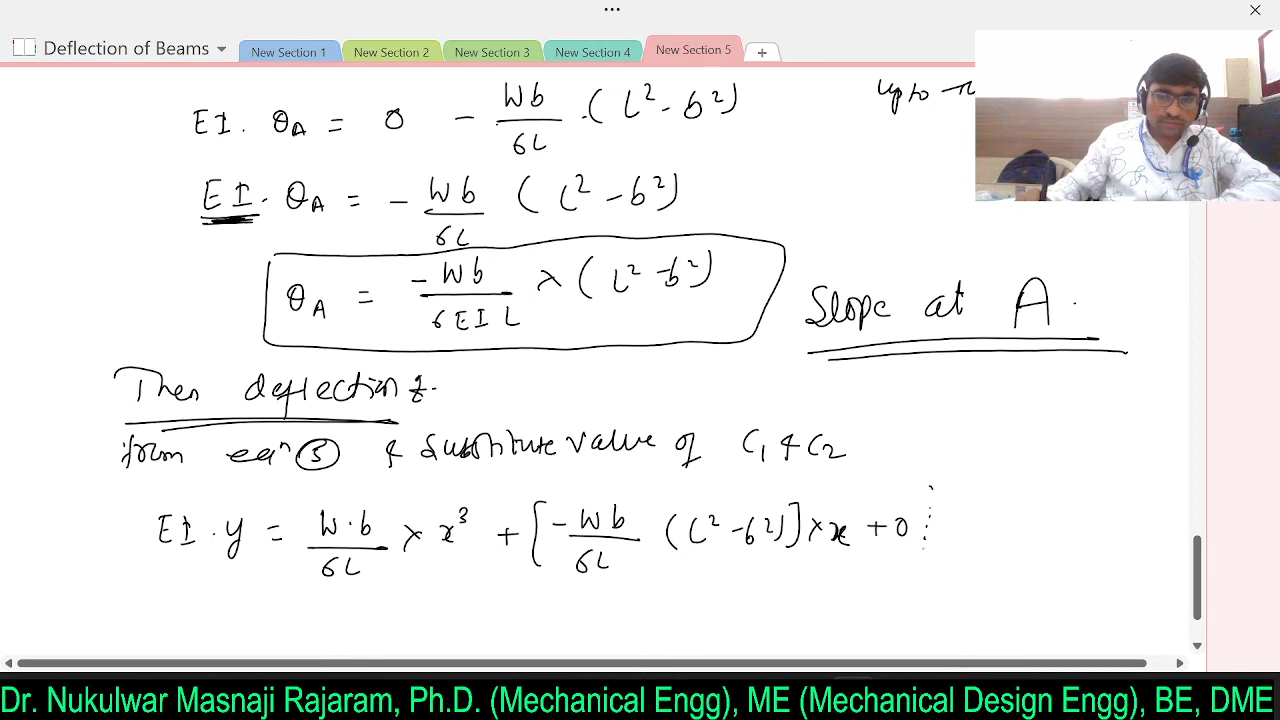 ...
Deflection of Beams
New Section 1 New Section 2 New Section 3 New Section 4 New Section 5 +
EI. θA = 0 - Wb/6L .(L² - b²)
upto
EI. θA = - Wb/6L (L² - b²)
θA = -Wb/6EIL × (L² - b²)
Slope at A.
Then deflection
from eqⁿ ③ & substitute value of C1 & C2
EI.y = W.b/6L × x³ + [-Wb/6L (L² - b²)] × x + 0
Dr. Nukulwar Masnaji Rajaram, Ph.D. (Mechanical Engg), ME (Mechanical Design Engg), BE, DME